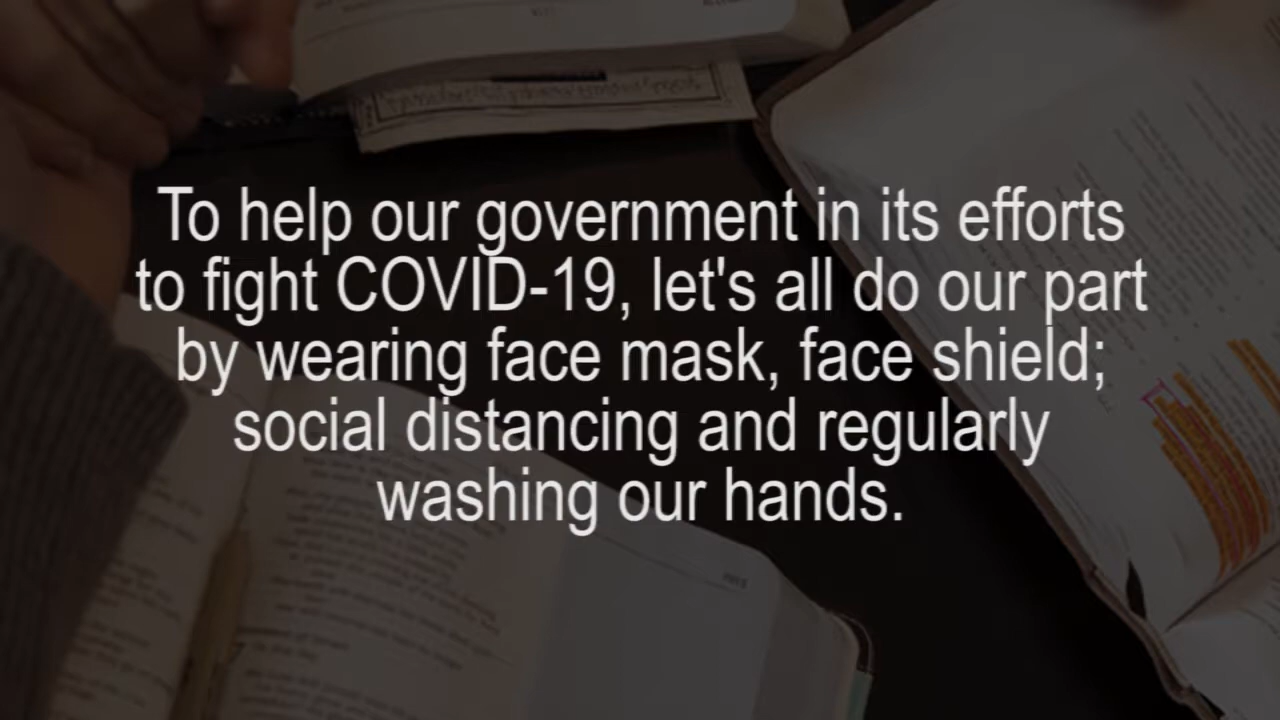 To help our government in its efforts
to fight COVID-19, let's all do our part
by wearing face mask, face shield;
social distancing and regularly
washing our hands.